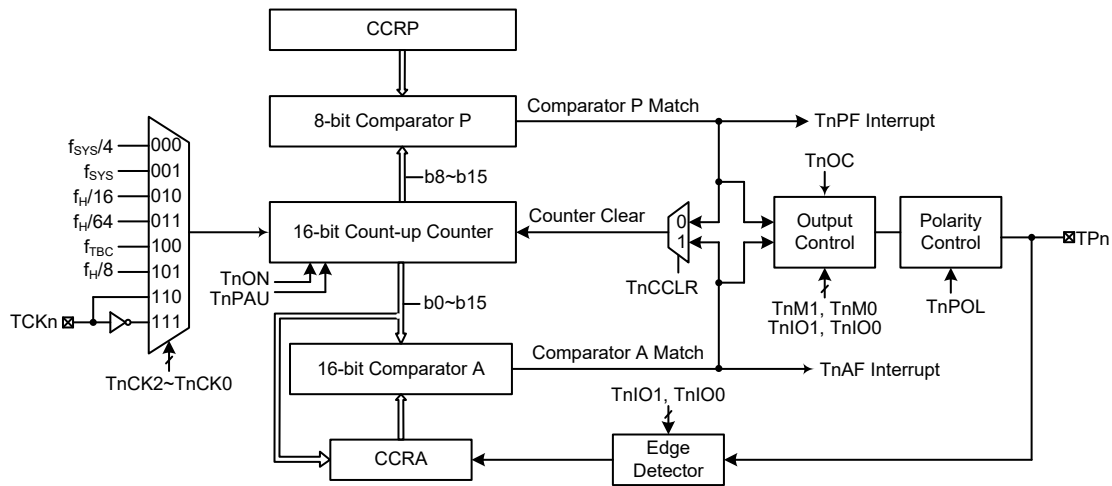 CCRP
8-bit Comparator P
Comparator P Match
TnPF Interrupt
b8~b15
TnOC
fSYS/4
000
fSYS
001
fH/16
010
fH/64
011
fTBC
100
fH/8
101
110
111
TCKn
TnCK2~TnCK0
16-bit Count-up Counter
Counter Clear
0
1
TnCCLR
Output
Control
Polarity
Control
TPn
TnON
TnPAU
b0~b15
TnM1, TnM0
TnIO1, TnIO0
TnPOL
16-bit Comparator A
Comparator A Match
TnAF Interrupt
TnIO1, TnIO0
CCRA
Edge
Detector